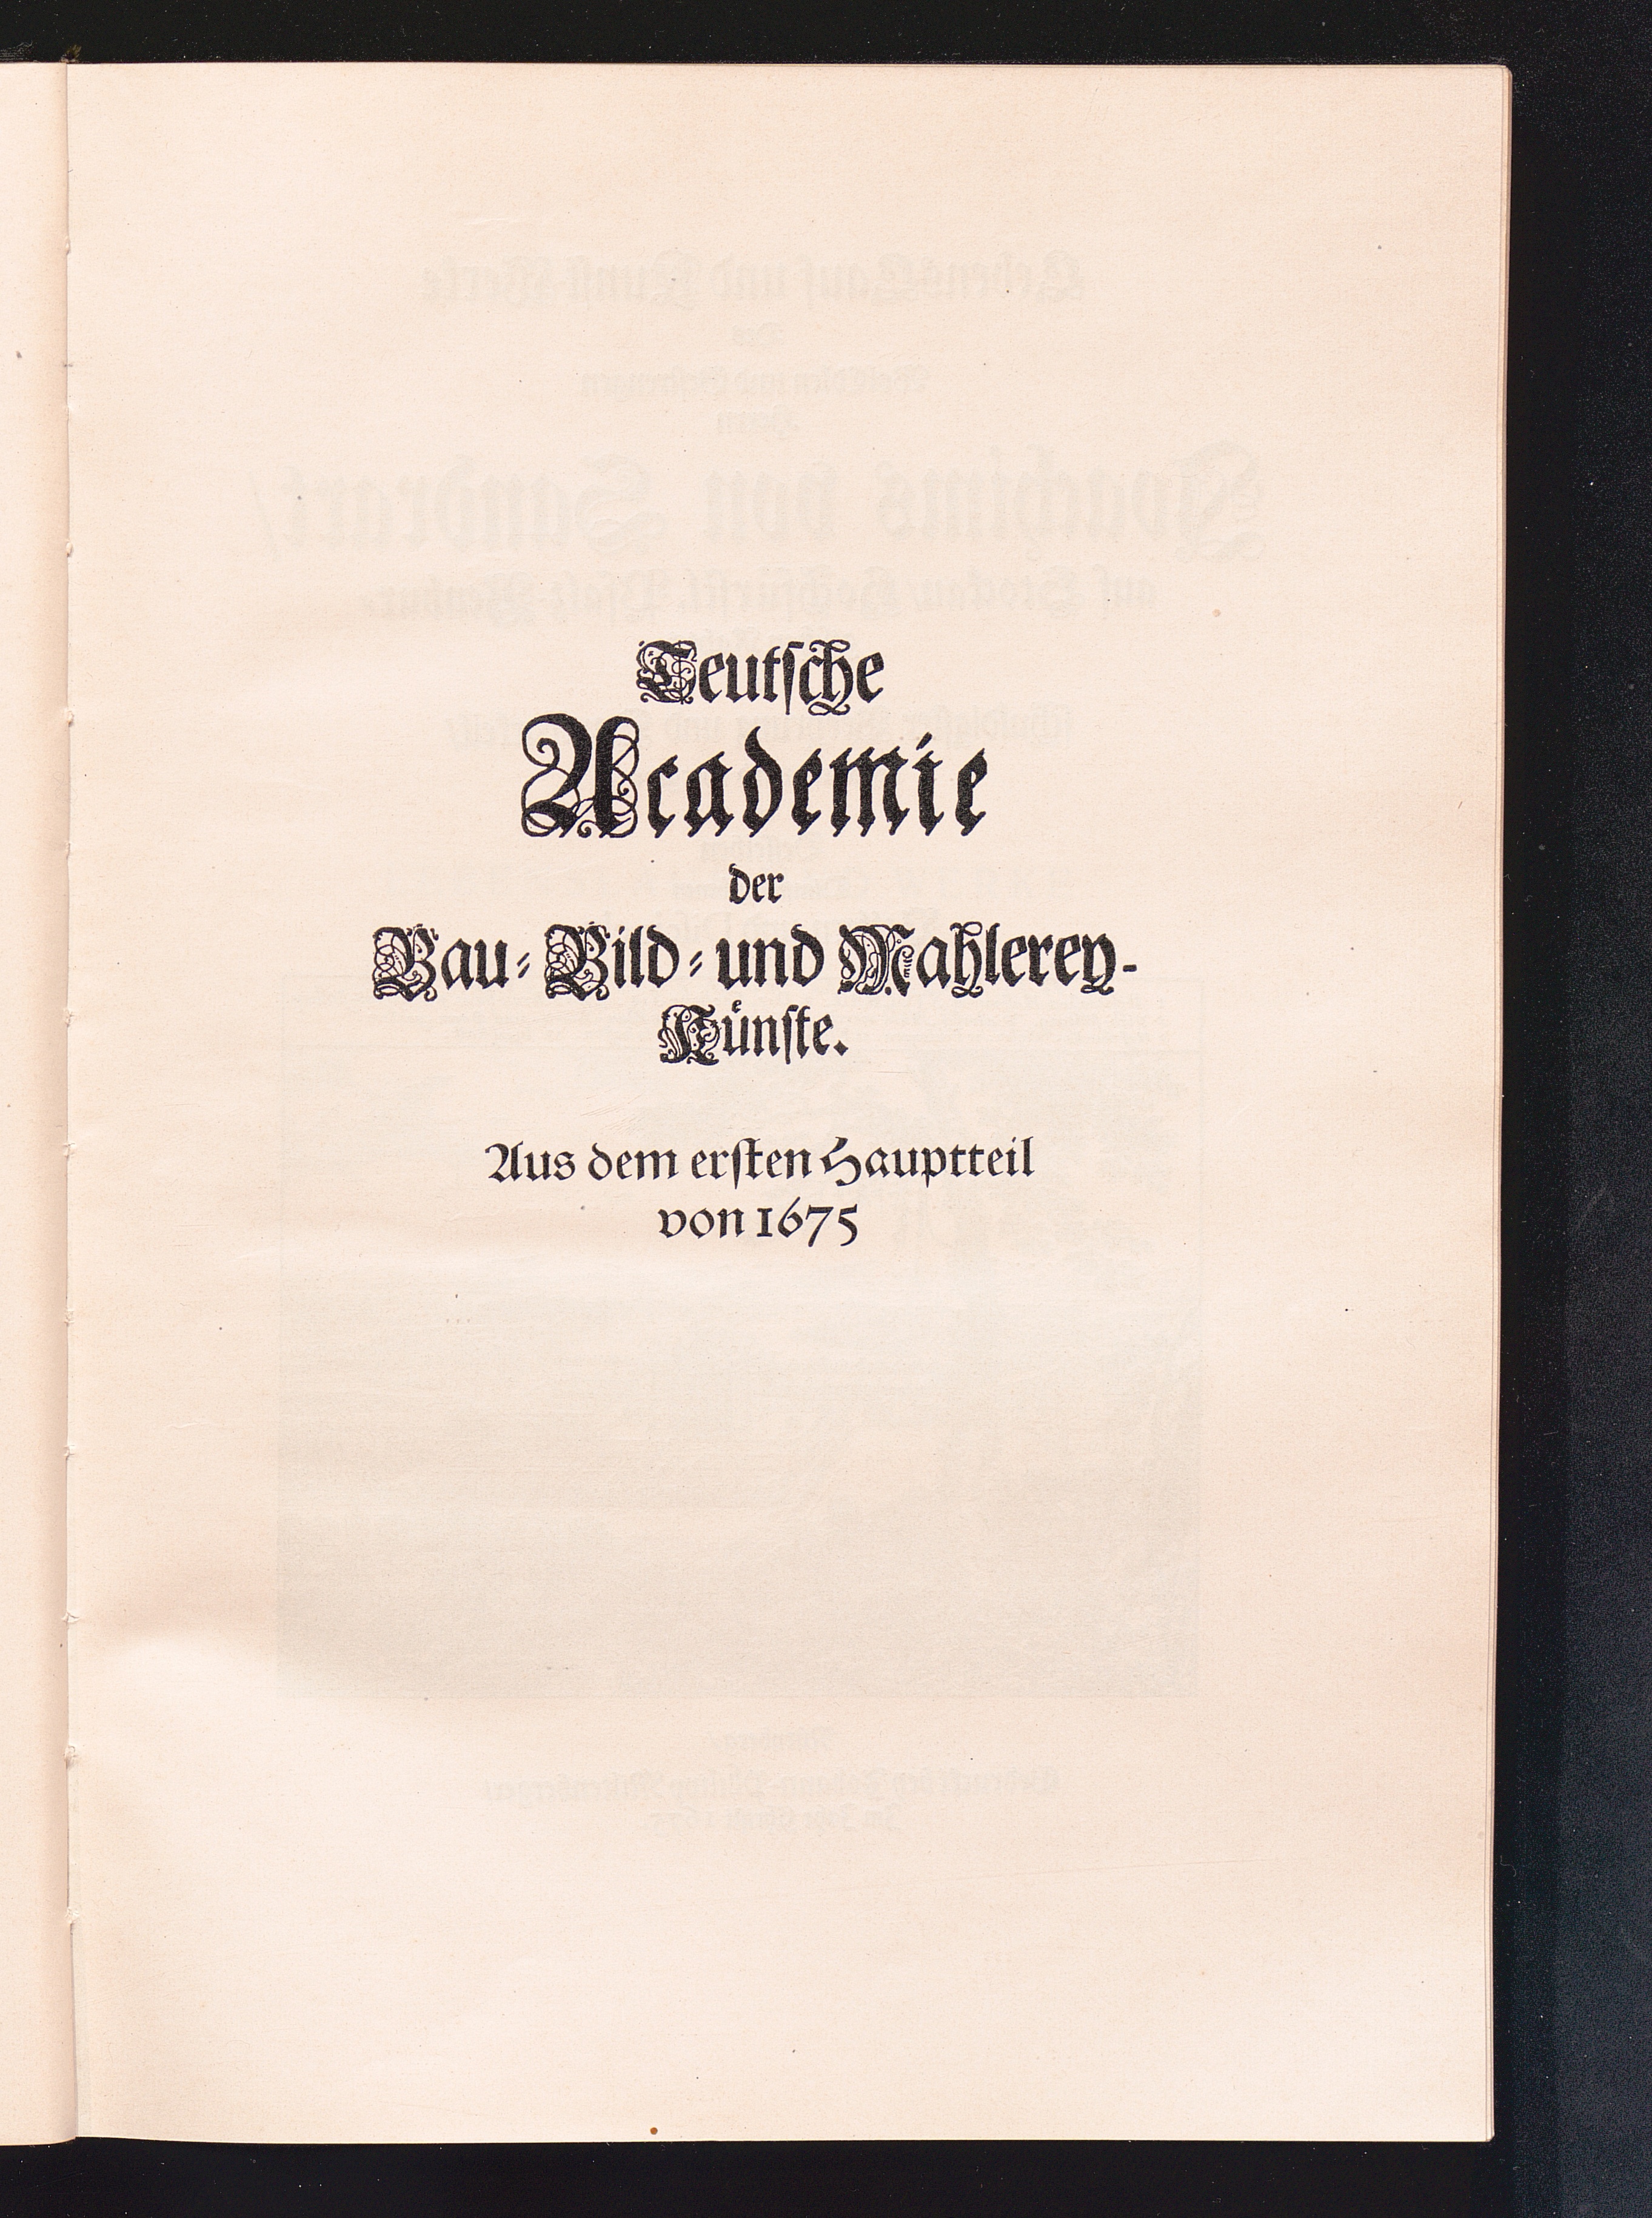 Teutsche
Academie
der
Bau- Bild- und Mahlerey-
Künste.
Aus dem ersten Hauptteil
von 1675